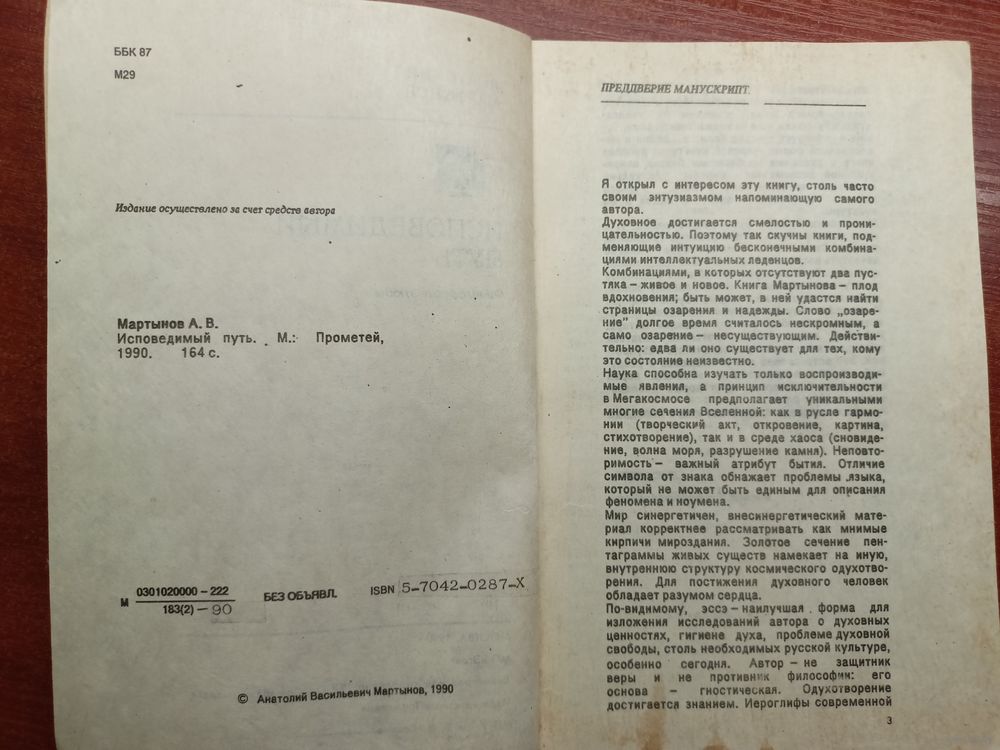 ББК 87
М29
Издание осуществлено за счет средств автора
Мартынов А. В.
Исповедимый путь. М.: Прометей,
1990. 164 с.
М 0301020000 – 222
183(2) – 90
БЕЗ ОБЪЯВЛ.
ISBN 5-7042-0287-X
© Анатолий Васильевич Мартынов, 1990
ПРЕДДВЕРИЕ МАНУСКРИПТ
Я открыл с интересом эту книгу, столь часто
своим энтузиазмом напоминающую самого
автора.
Духовное достигается смелостью и прони-
цательностью. Поэтому так скучны книги, под-
меняющие интуицию бесконечными комбина-
циями интеллектуальных леденцов.
Комбинациями, в которых отсутствуют два пус-
тяка – живое и новое. Книга Мартынова – плод
вдохновения; быть может, в ней удастся найти
страницы озарения и надежды. Слово „озаре-
ние" долгое время считалось нескромным, а
само озарение – несуществующим. Действи-
тельно: едва ли оно существует для тех, кому
это состояние неизвестно.
Наука способна изучать только воспроизводи-
мые явления, а принцип исключительности
в Мегакосмосе предполагает уникальными
многие сечения Вселенной: как в русле гармо-
нии (творческий акт, откровение, картина,
стихотворение), так и в среде хаоса (сновиде-
ние, волна моря, разрушение камня). Неповто-
римость – важный атрибут бытия. Отличие
символа от знака обнажает проблемы языка,
который не может быть единым для описания
феномена и ноумена.
Мир синергетичен, внесинергетический мате-
риал корректнее рассматривать как мнимые
кирпичи мироздания. Золотое сечение пен-
таграммы живых существ намекает на иную,
внутреннюю структуру космического одухотво-
рения. Для постижения духовного человек
обладает разумом сердца.
По-видимому, эссэ – наилучшая форма для
изложения исследований автора о духовных
ценностях, гигиене духа, проблеме духовной
свободы, столь необходимых русской культуре,
особенно сегодня. Автор – не защитник
веры и не противник философии: его
основа – гностическая. Одухотворение
достигается знанием. Иероглифы современной
3